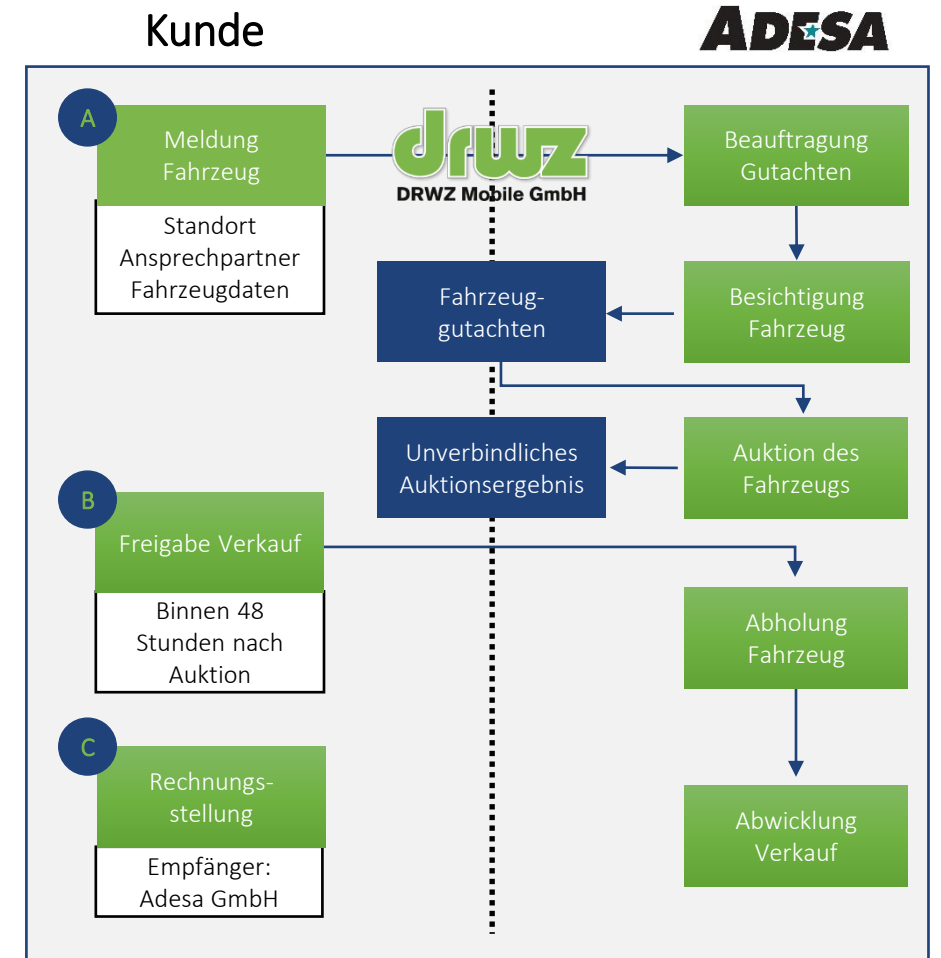 Kunde
ADESA
A
Meldung
Fahrzeug
Standort
Ansprechpartner
Fahrzeugdaten
drwz
DRWZ Mobile GmbH
Beauftragung
Gutachten
Fahrzeug-
gutachten
Besichtigung
Fahrzeug
Unverbindliches
Auktionsergebnis
Auktion des
Fahrzeugs
B
Freigabe Verkauf
Binnen 48
Stunden nach
Auktion
Abholung
Fahrzeug
C
Rechnungs-
stellung
Empfänger:
Adesa GmbH
Abwicklung
Verkauf